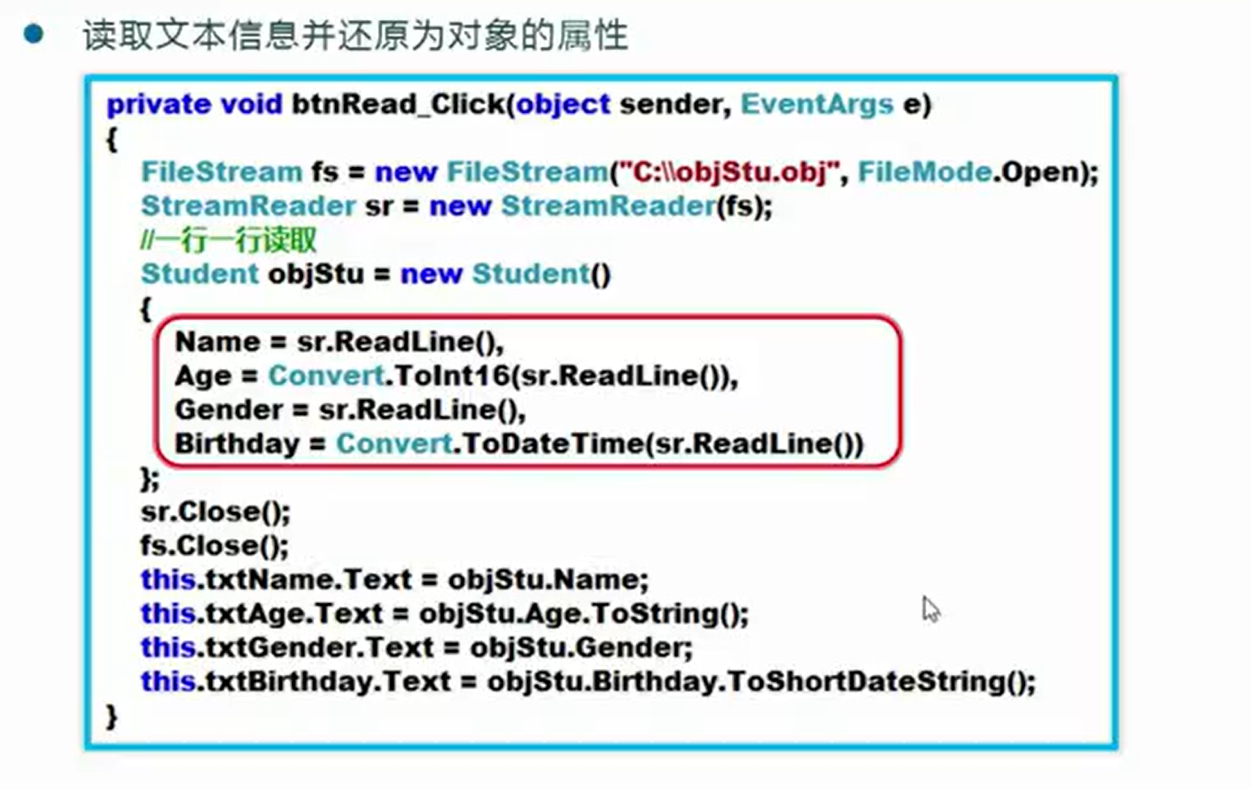 读取文本信息并还原为对象的属性
private void btnRead_Click(object sender, EventArgs e)
{
FileStream fs = new FileStream("C:\\objStu.obj", FileMode.Open);
StreamReader sr = new StreamReader(fs);
//一行一行读取
Student objStu = new Student()
{
Name = sr.ReadLine(),
Age = Convert.ToInt16(sr.ReadLine()),
Gender = sr.ReadLine(),
Birthday = Convert.ToDateTime(sr.ReadLine())
};
sr.Close();
fs.Close();
this.txtName.Text = objStu.Name;
this.txtAge.Text = objStu.Age.ToString();
this.txtGender.Text = objStu.Gender;
this.txtBirthday.Text = objStu.Birthday.ToShortDateString();
}